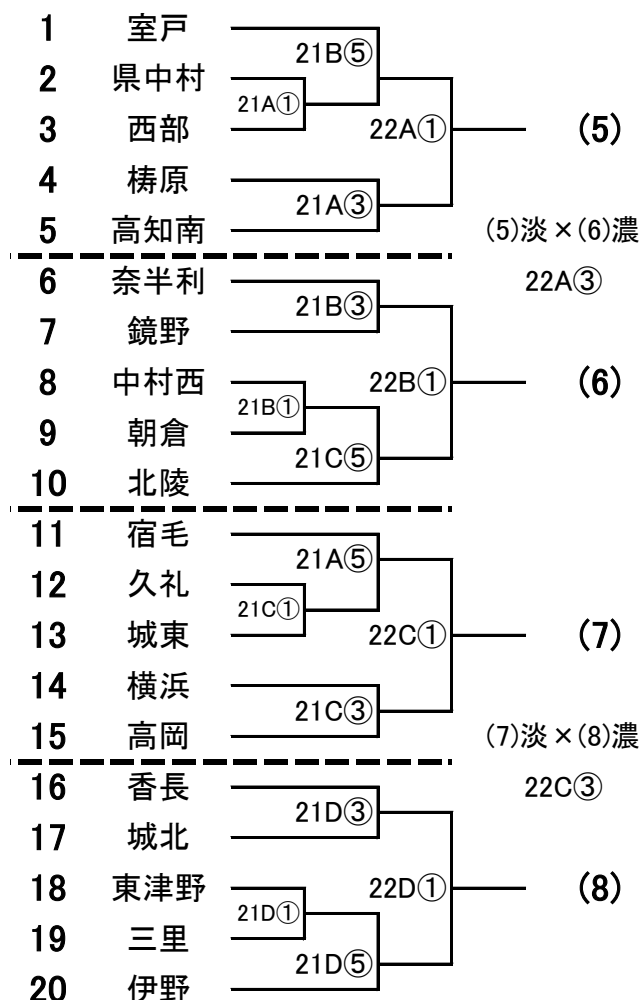 1 室戸
21B⑤
2 県中村
21A①
3 西部
22A①
(5)
4 梼原
21A③
5 高知南
(5)淡×(6)濃
6 奈半利
22A③
21B③
7 鏡野
8 中村西
22B①
(6)
21B①
9 朝倉
21C⑤
10 北陵
11 宿毛
21A⑤
12 久礼
21C①
13 城東
22C①
(7)
14 横浜
21C③
15 高岡
(7)淡×(8)濃
16 香長
22C③
21D③
17 城北
18 東津野
22D①
(8)
21D①
19 三里
21D⑤
20 伊野